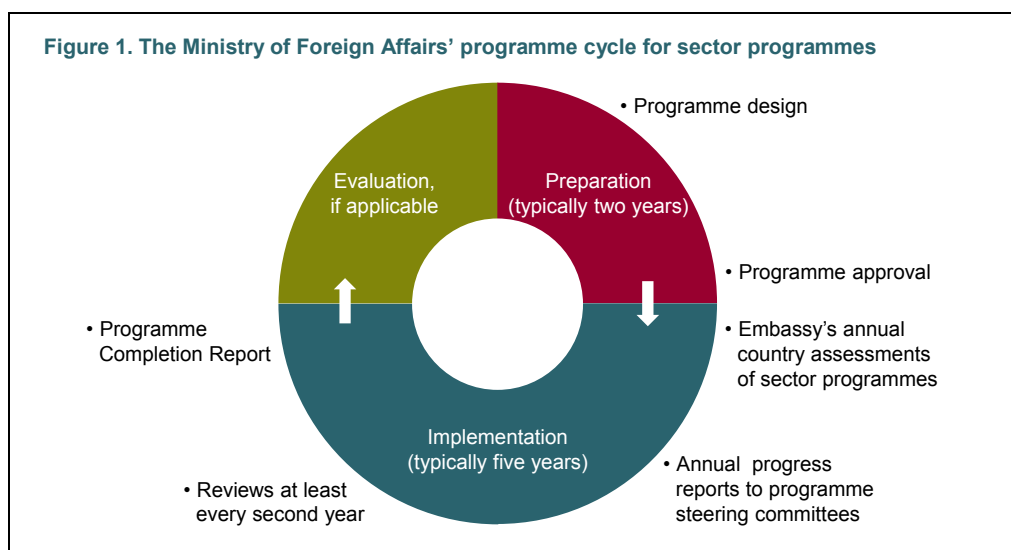 Figure 1. The Ministry of Foreign Affairs’ programme cycle for sector programmes
• Programme design
Evaluation,
if applicable
Preparation
(typically two years)
• Programme approval
• Programme
Completion Report
• Embassy’s annual
country assessments
of sector programmes
Implementation
(typically five years)
• Annual progress
reports to programme
steering committees
• Reviews at least
every second year